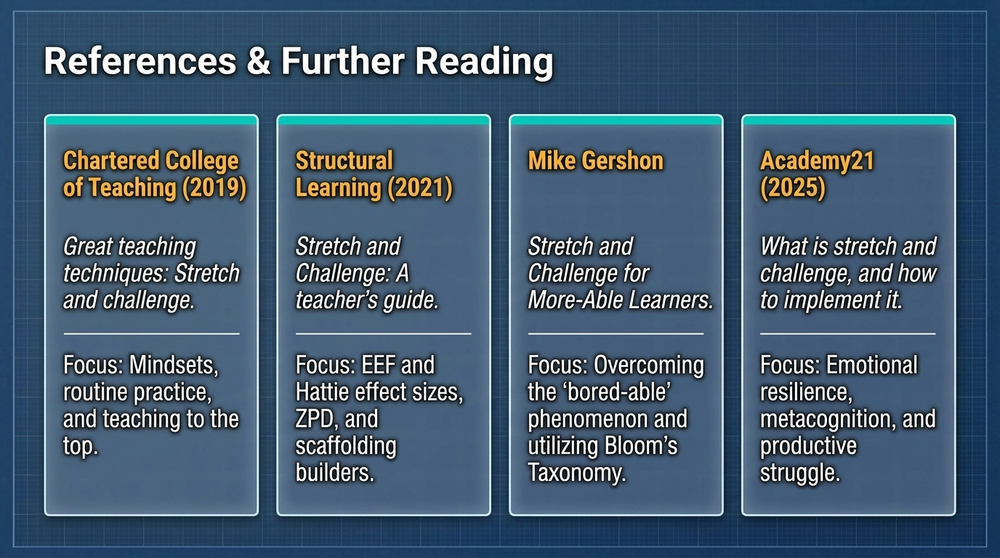 References & Further Reading
Chartered College
of Teaching (2019)
Great teaching
techniques: Stretch
and challenge.
Focus: Mindsets,
routine practice,
and teaching to the
top.
Structural
Learning (2021)
Stretch and
Challenge: A
teacher’s guide.
Focus: EEF and
Hattie effect sizes,
ZPD, and
scaffolding
builders.
Mike Gershon
Stretch and
Challenge for
More-Able Learners.
Focus: Overcoming
the ‘bored-able’
phenomenon and
utilizing Bloom’s
Taxonomy.
Academy21
(2025)
What is stretch and
challenge, and how
to implement it.
Focus: Emotional
resilience,
metacognition, and
productive
struggle.